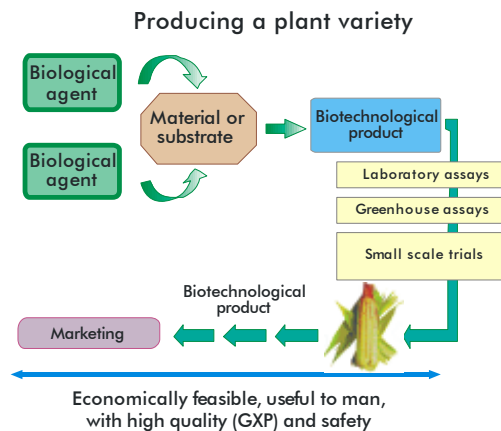 Producing a plant variety
Biological
agent
Material or
substrate
Biotechnological
product
Biological
agent
Laboratory assays
Greenhouse assays
Small scale trials
Biotechnological
product
Marketing
Economically feasible, useful to man,
with high quality (GXP) and safety